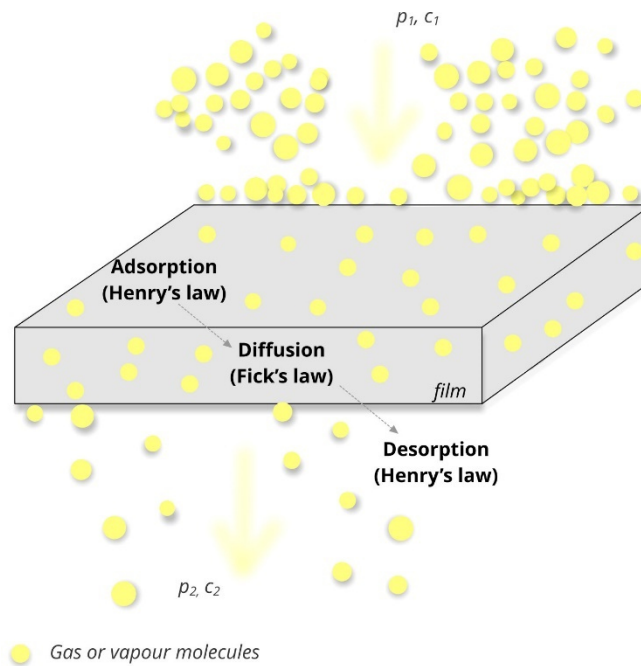 p1, c1
Adsorption
(Henry’s law)
Diffusion
(Fick’s law)
film
Desorption
(Henry’s law)
p2, c2
Gas or vapour molecules